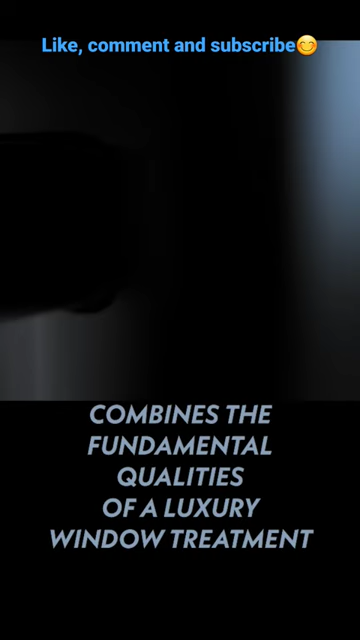 Like, comment and subscribe😊
COMBINES THE
FUNDAMENTAL
QUALITIES
OF A LUXURY
WINDOW TREATMENT